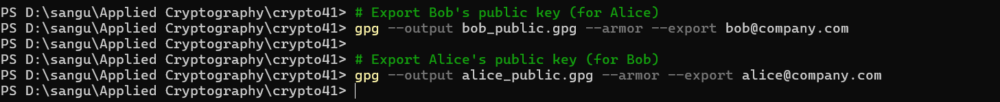 PS D:\sangu\Applied Cryptography\crypto41> # Export Bob's public key (for Alice)
PS D:\sangu\Applied Cryptography\crypto41> gpg --output bob_public.gpg --armor --export bob@company.com
PS D:\sangu\Applied Cryptography\crypto41>
PS D:\sangu\Applied Cryptography\crypto41> # Export Alice's public key (for Bob)
PS D:\sangu\Applied Cryptography\crypto41> gpg --output alice_public.gpg --armor --export alice@company.com
PS D:\sangu\Applied Cryptography\crypto41>